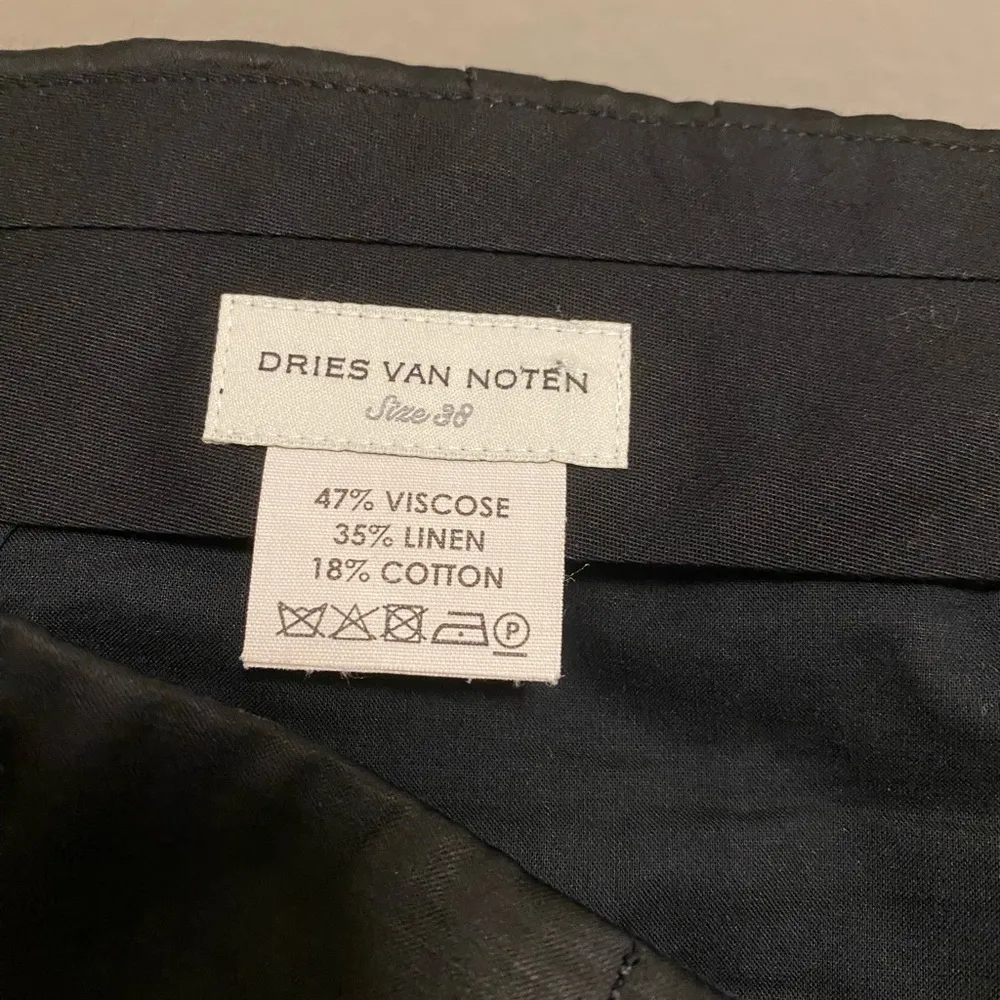 DRIES VAN NOTEN
Size 38
47% VISCOSE
35% LINEN
18% COTTON
P